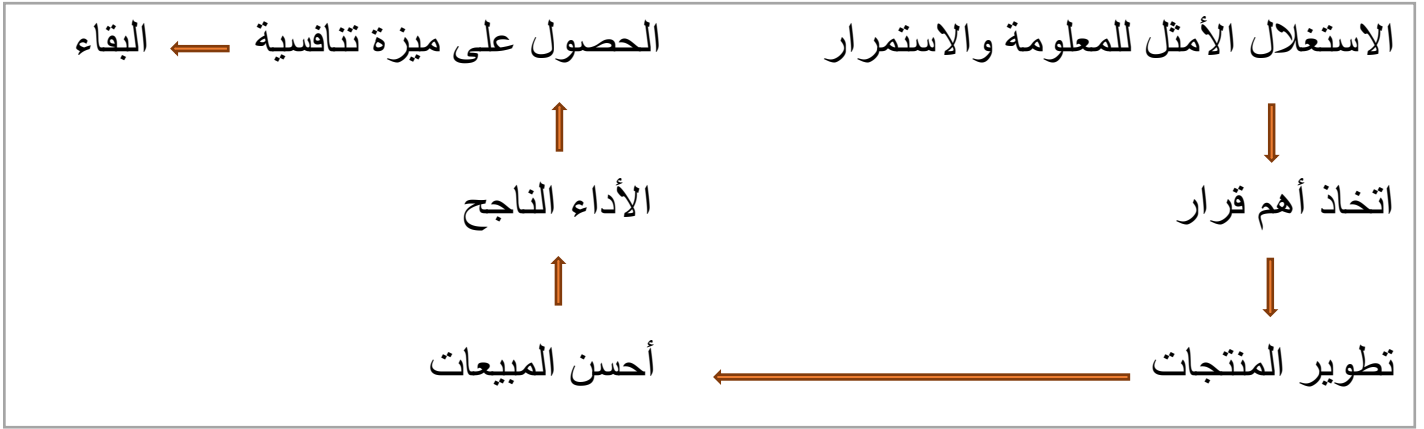 الاستغلال الأمثل للمعلومة والاستمرار
اتخاذ أهم قرار
تطوير المنتجات
أحسن المبيعات
الأداء الناجح
الحصول على ميزة تنافسية
البقاء